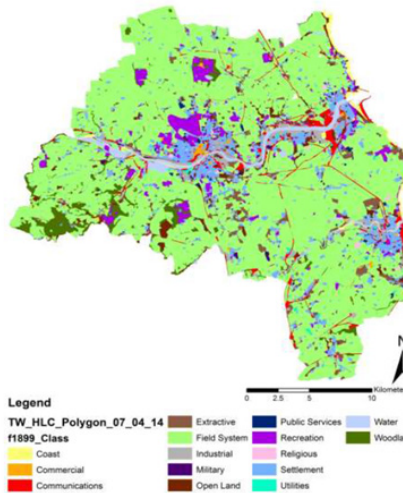 N
Kilomete
0 2.5 5 10
Legend
TW_HLC_Polygon_07_04_14
f1899_Class
Coast
Commercial
Communications
Extractive
Field System
Industrial
Military
Open Land
Public Services
Recreation
Religious
Settlement
Utilities
Water
Woodla